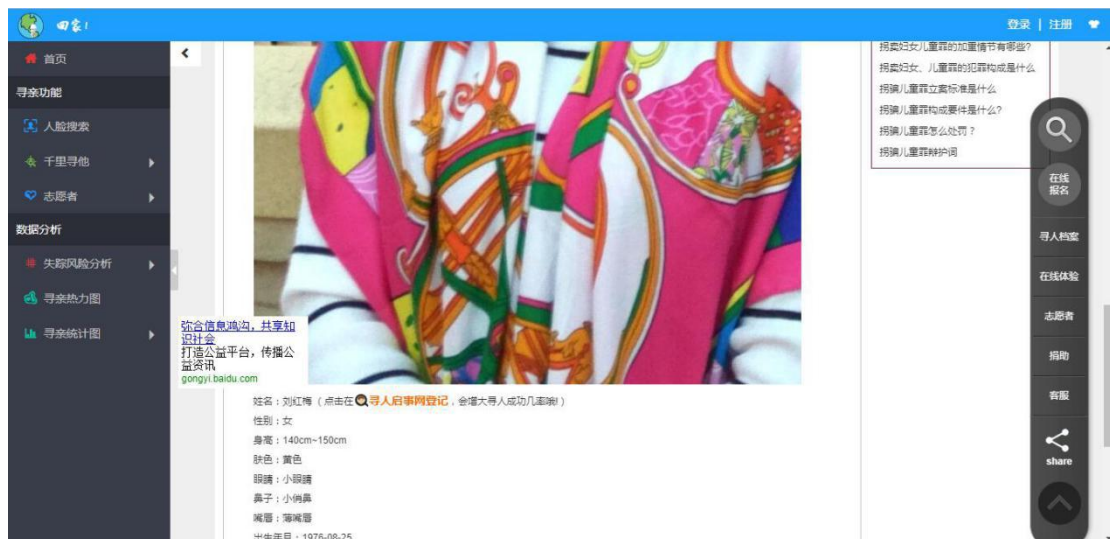 回家！
登录 | 注册
首页
寻亲功能
人脸搜索
千里寻他
志愿者
数据分析
失踪风险分析
寻亲热力图
寻亲统计图
弥合信息鸿沟，共享知
识社会
打造公益平台，传播公
益资讯
gongyi.baidu.com
姓名：刘红梅（点击在寻人启事网登记，会增大寻人成功几率哦!）
性别：女
身高：140cm~150cm
肤色：黄色
眼睛：小眼睛
鼻子：小俏鼻
嘴唇：薄嘴唇
出生年月：1976-08-25
拐卖妇女儿童罪的加重情节有哪些?
拐卖妇女、儿童罪的犯罪构成是什么
拐骗儿童罪立案标准是什么
拐骗儿童罪构成要件是什么?
拐骗儿童罪怎么处罚？
拐骗儿童罪辩护词
在线
报名
寻人档案
在线体验
志愿者
捐助
客服
share